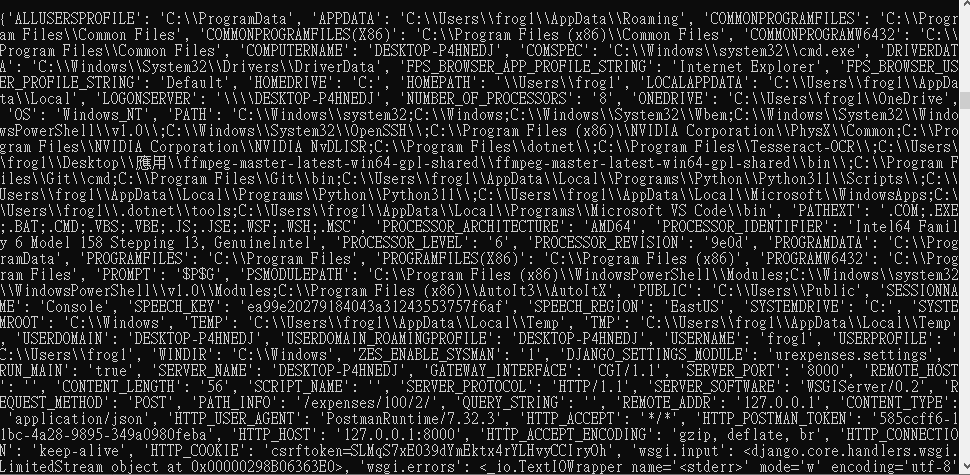 {'ALLUSERSPROFILE': 'C:\\ProgramData', 'APPDATA': 'C:\\Users\\frog1\\AppData\\Roaming', 'COMMONPROGRAMFILES': 'C:\\Progr
am Files\\Common Files', 'COMMONPROGRAMFILES(X86)': 'C:\\Program Files (x86)\\Common Files', 'COMMONPROGRAMW6432': 'C:\\
Program Files\\Common Files', 'COMPUTERNAME': 'DESKTOP-P4HNEDJ', 'COMSPEC': 'C:\\Windows\\system32\\cmd.exe', 'DRIVERDAT
A': 'C:\\Windows\\System32\\Drivers\\DriverData', 'FPS_BROWSER_APP_PROFILE_STRING': 'Internet Explorer', 'FPS_BROWSER_US
ER_PROFILE_STRING': 'Default', 'HOMEDRIVE': 'C:', 'HOMEPATH': '\\Users\\frog1', 'LOCALAPPDATA': 'C:\\Users\\frog1\\AppDa
ta\\Local', 'LOGONSERVER': '\\\\DESKTOP-P4HNEDJ', 'NUMBER_OF_PROCESSORS': '8', 'ONEDRIVE': 'C:\\Users\\frog1\\OneDrive',
 'OS': 'Windows_NT', 'PATH': 'C:\\Windows\\system32;C:\\Windows;C:\\Windows\\System32\\Wbem;C:\\Windows\\System32\\Windo
wsPowerShell\\v1.0\\;C:\\Windows\\System32\\OpenSSH\\;C:\\Program Files (x86)\\NVIDIA Corporation\\PhysX\\Common;C:\\Pro
gram Files\\NVIDIA Corporation\\NVIDIA NvDLISR;C:\\Program Files\\dotnet\\;C:\\Program Files\\Tesseract-OCR\\;C:\\Users
\\frog1\\Desktop\\應用\\ffmpeg-master-latest-win64-gpl-shared\\ffmpeg-master-latest-win64-gpl-shared\\bin\\;C:\\Program F
iles\\Git\\cmd;C:\\Program Files\\Git\\bin;C:\\Users\\frog1\\AppData\\Local\\Programs\\Python\\Python311\\Scripts\\;C:\\
Users\\frog1\\AppData\\Local\\Programs\\Python\\Python311\\;C:\\Users\\frog1\\AppData\\Local\\Microsoft\\WindowsApps;C:\
\Users\\frog1\\.dotnet\\tools;C:\\Users\\frog1\\AppData\\Local\\Programs\\Microsoft VS Code\\bin', 'PATHEXT': '.COM;.EXE
;.BAT;.CMD;.VBS;.VBE;.JS;.JSE;.WSF;.WSH;.MSC', 'PROCESSOR_ARCHITECTURE': 'AMD64', 'PROCESSOR_IDENTIFIER': 'Intel64 Famil
y 6 Model 158 Stepping 13, GenuineIntel', 'PROCESSOR_LEVEL': '6', 'PROCESSOR_REVISION': '9e0d', 'PROGRAMDATA': 'C:\\Prog
ramData', 'PROGRAMFILES': 'C:\\Program Files', 'PROGRAMFILES(X86)': 'C:\\Program Files (x86)', 'PROGRAMW6432': 'C:\\Prog
ram Files', 'PROMPT': '$P$G', 'PSMODULEPATH': 'C:\\Program Files (x86)\\WindowsPowerShell\\Modules;C:\\Windows\\system32
\\WindowsPowerShell\\v1.0\\Modules;C:\\Program Files (x86)\\AutoIt3\\AutoItX', 'PUBLIC': 'C:\\Users\\Public', 'SESSIONNA
ME': 'Console', 'SPEECH_KEY': 'ea99e20279184043a31243553757f6af', 'SPEECH_REGION': 'EastUS', 'SYSTEMDRIVE': 'C:', 'SYSTE
MROOT': 'C:\\Windows', 'TEMP': 'C:\\Users\\frog1\\AppData\\Local\\Temp', 'TMP': 'C:\\Users\\frog1\\AppData\\Local\\Temp'
, 'USERDOMAIN': 'DESKTOP-P4HNEDJ', 'USERDOMAIN_ROAMINGPROFILE': 'DESKTOP-P4HNEDJ', 'USERNAME': 'frog1', 'USERPROFILE': '
C:\\Users\\frog1', 'WINDIR': 'C:\\Windows', 'ZES_ENABLE_SYSMAN': '1', 'DJANGO_SETTINGS_MODULE': 'urexpenses.settings', '
RUN_MAIN': 'true', 'SERVER_NAME': 'DESKTOP-P4HNEDJ', 'GATEWAY_INTERFACE': 'CGI/1.1', 'SERVER_PORT': '8000', 'REMOTE_HOST
': '', 'CONTENT_LENGTH': '56', 'SCRIPT_NAME': '', 'SERVER_PROTOCOL': 'HTTP/1.1', 'SERVER_SOFTWARE': 'WSGIServer/0.2', 'R
EQUEST_METHOD': 'POST', 'PATH_INFO': '/expenses/100/2/', 'QUERY_STRING': '', 'REMOTE_ADDR': '127.0.0.1', 'CONTENT_TYPE':
 'application/json', 'HTTP_USER_AGENT': 'PostmanRuntime/7.32.3', 'HTTP_ACCEPT': '*/*', 'HTTP_POSTMAN_TOKEN': '585ccff6-1
1bc-4a28-9895-349a0980feba', 'HTTP_HOST': '127.0.0.1:8000', 'HTTP_ACCEPT_ENCODING': 'gzip, deflate, br', 'HTTP_CONNECTIO
N': 'keep-alive', 'HTTP_COOKIE': 'csrftoken=SLMqS7xEO39dYmEktx4rYLHvyCCIryOh', 'wsgi.input': <django.core.handlers.wsgi.
LimitedStream object at 0x00000298B06363E0>, 'wsgi.errors': <_io.TextIOWrapper name='<stderr>' mode='w' encoding='utf-8